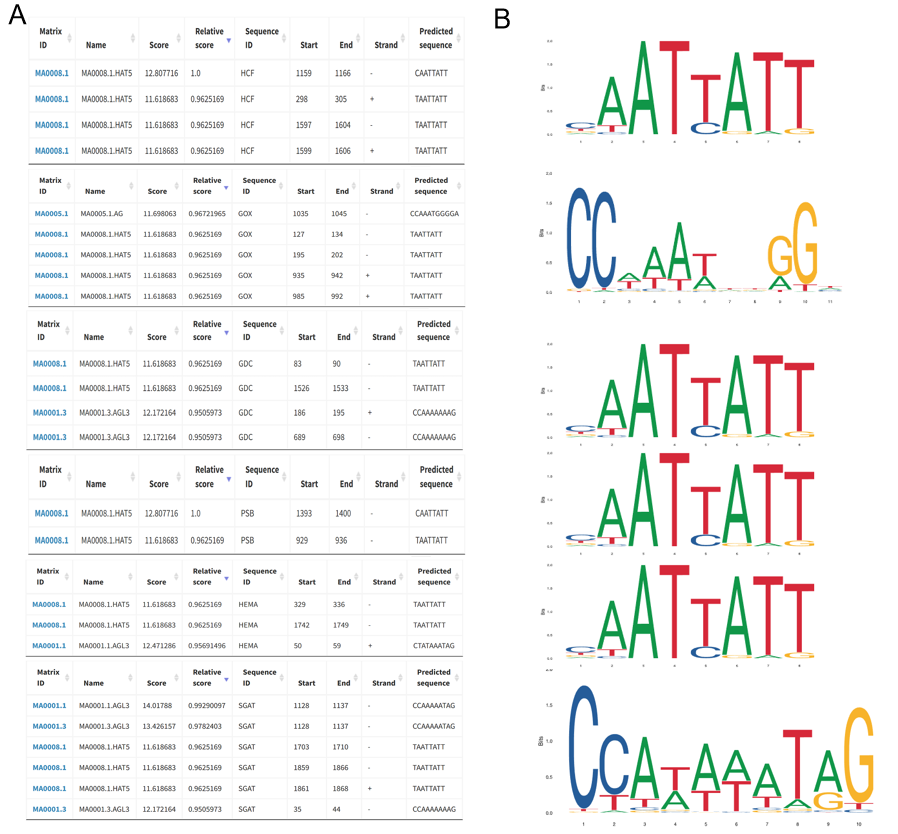 A
B
Matrix ID Name Score Relative score Sequence ID Start End Strand Predicted sequence
MA0008.1 MA0008.1.HAT5 12.807716 1.0 HCF 1159 1166 - CAATTATT
MA0008.1 MA0008.1.HAT5 11.618683 0.9625169 HCF 298 305 + TAATTATT
MA0008.1 MA0008.1.HAT5 11.618683 0.9625169 HCF 1597 1604 - TAATTATT
MA0008.1 MA0008.1.HAT5 11.618683 0.9625169 HCF 1599 1606 + TAATTATT
Matrix ID Name Score Relative score Sequence ID Start End Strand Predicted sequence
MA0005.1 MA0005.1.AG 11.698063 0.96721965 GOX 1035 1045 - CCAAATGGGGA
MA0008.1 MA0008.1.HAT5 11.618683 0.9625169 GOX 127 134 - TAATTATT
MA0008.1 MA0008.1.HAT5 11.618683 0.9625169 GOX 195 202 - TAATTATT
MA0008.1 MA0008.1.HAT5 11.618683 0.9625169 GOX 935 942 + TAATTATT
MA0008.1 MA0008.1.HAT5 11.618683 0.9625169 GOX 985 992 + TAATTATT
Matrix ID Name Score Relative score Sequence ID Start End Strand Predicted sequence
MA0008.1 MA0008.1.HAT5 11.618683 0.9625169 GDC 83 90 - TAATTATT
MA0008.1 MA0008.1.HAT5 11.618683 0.9625169 GDC 1526 1533 - TAATTATT
MA0001.3 MA0001.3.AGL3 12.172164 0.9505973 GDC 186 195 + CCAAAAAAAG
MA0001.3 MA0001.3.AGL3 12.172164 0.9505973 GDC 689 698 - CCAAAAAAAG
Matrix ID Name Score Relative score Sequence ID Start End Strand Predicted sequence
MA0008.1 MA0008.1.HAT5 12.807716 1.0 PSB 1393 1400 - CAATTATT
MA0008.1 MA0008.1.HAT5 11.618683 0.9625169 PSB 929 936 - TAATTATT
Matrix ID Name Score Relative score Sequence ID Start End Strand Predicted sequence
MA0008.1 MA0008.1.HAT5 11.618683 0.9625169 HEMA 329 336 - TAATTATT
MA0008.1 MA0008.1.HAT5 11.618683 0.9625169 HEMA 1742 1749 - TAATTATT
MA0001.1 MA0001.1.AGL3 12.471286 0.95691496 HEMA 50 59 + CTATAAATAG
Matrix ID Name Score Relative score Sequence ID Start End Strand Predicted sequence
MA0001.1 MA0001.1.AGL3 14.01788 0.99290097 SGAT 1128 1137 - CCAAAAATAG
MA0001.3 MA0001.3.AGL3 13.426157 0.9782403 SGAT 1128 1137 - CCAAAAATAG
MA0008.1 MA0008.1.HAT5 11.618683 0.9625169 SGAT 1703 1710 - TAATTATT
MA0008.1 MA0008.1.HAT5 11.618683 0.9625169 SGAT 1859 1866 - TAATTATT
MA0008.1 MA0008.1.HAT5 11.618683 0.9625169 SGAT 1861 1868 + TAATTATT
MA0001.3 MA0001.3.AGL3 12.172164 0.9505973 SGAT 35 44 - CCAAAAAAAG
Bits
1 2 3 4 5 6 7 8
Bits
1 2 3 4 5 6 7 8 9 10 11
Bits
1 2 3 4 5 6 7 8
Bits
1 2 3 4 5 6 7 8
Bits
1 2 3 4 5 6 7 8
Bits
1.5
1.0
0.5
0.0
1 2 3 4 5 6 7 8 9 10